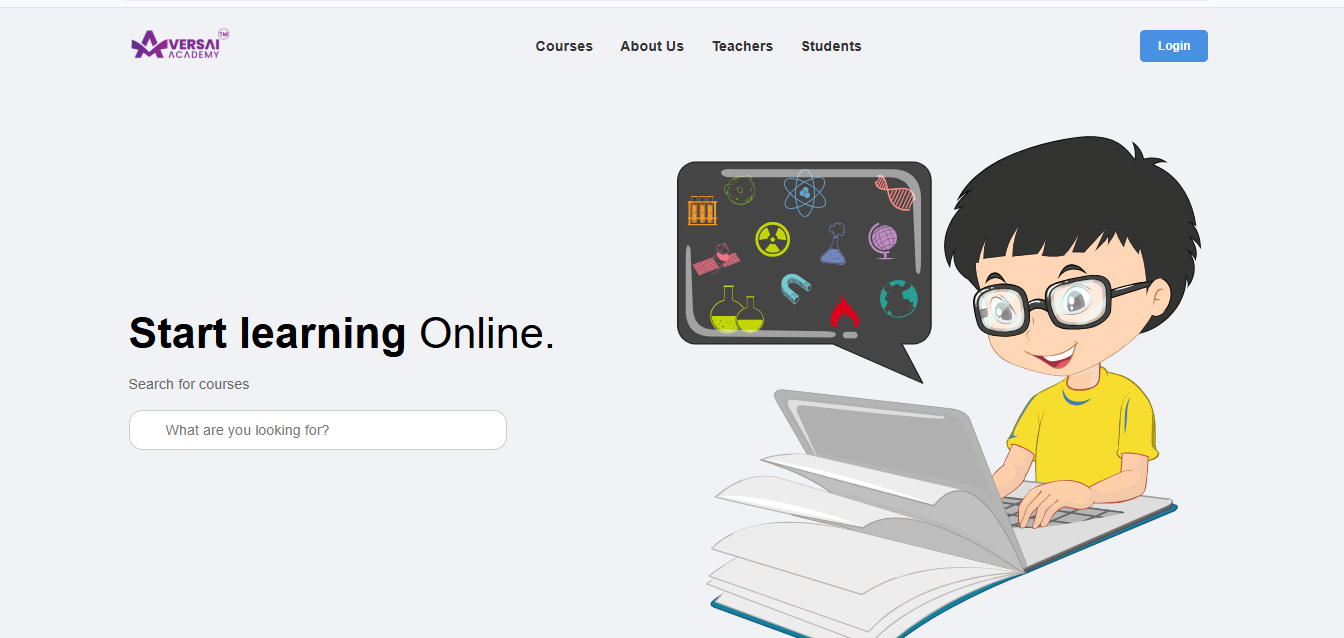 VERSAI TM
ACADEMY
Courses About Us Teachers Students Login
Start learning Online.
Search for courses
What are you looking for?